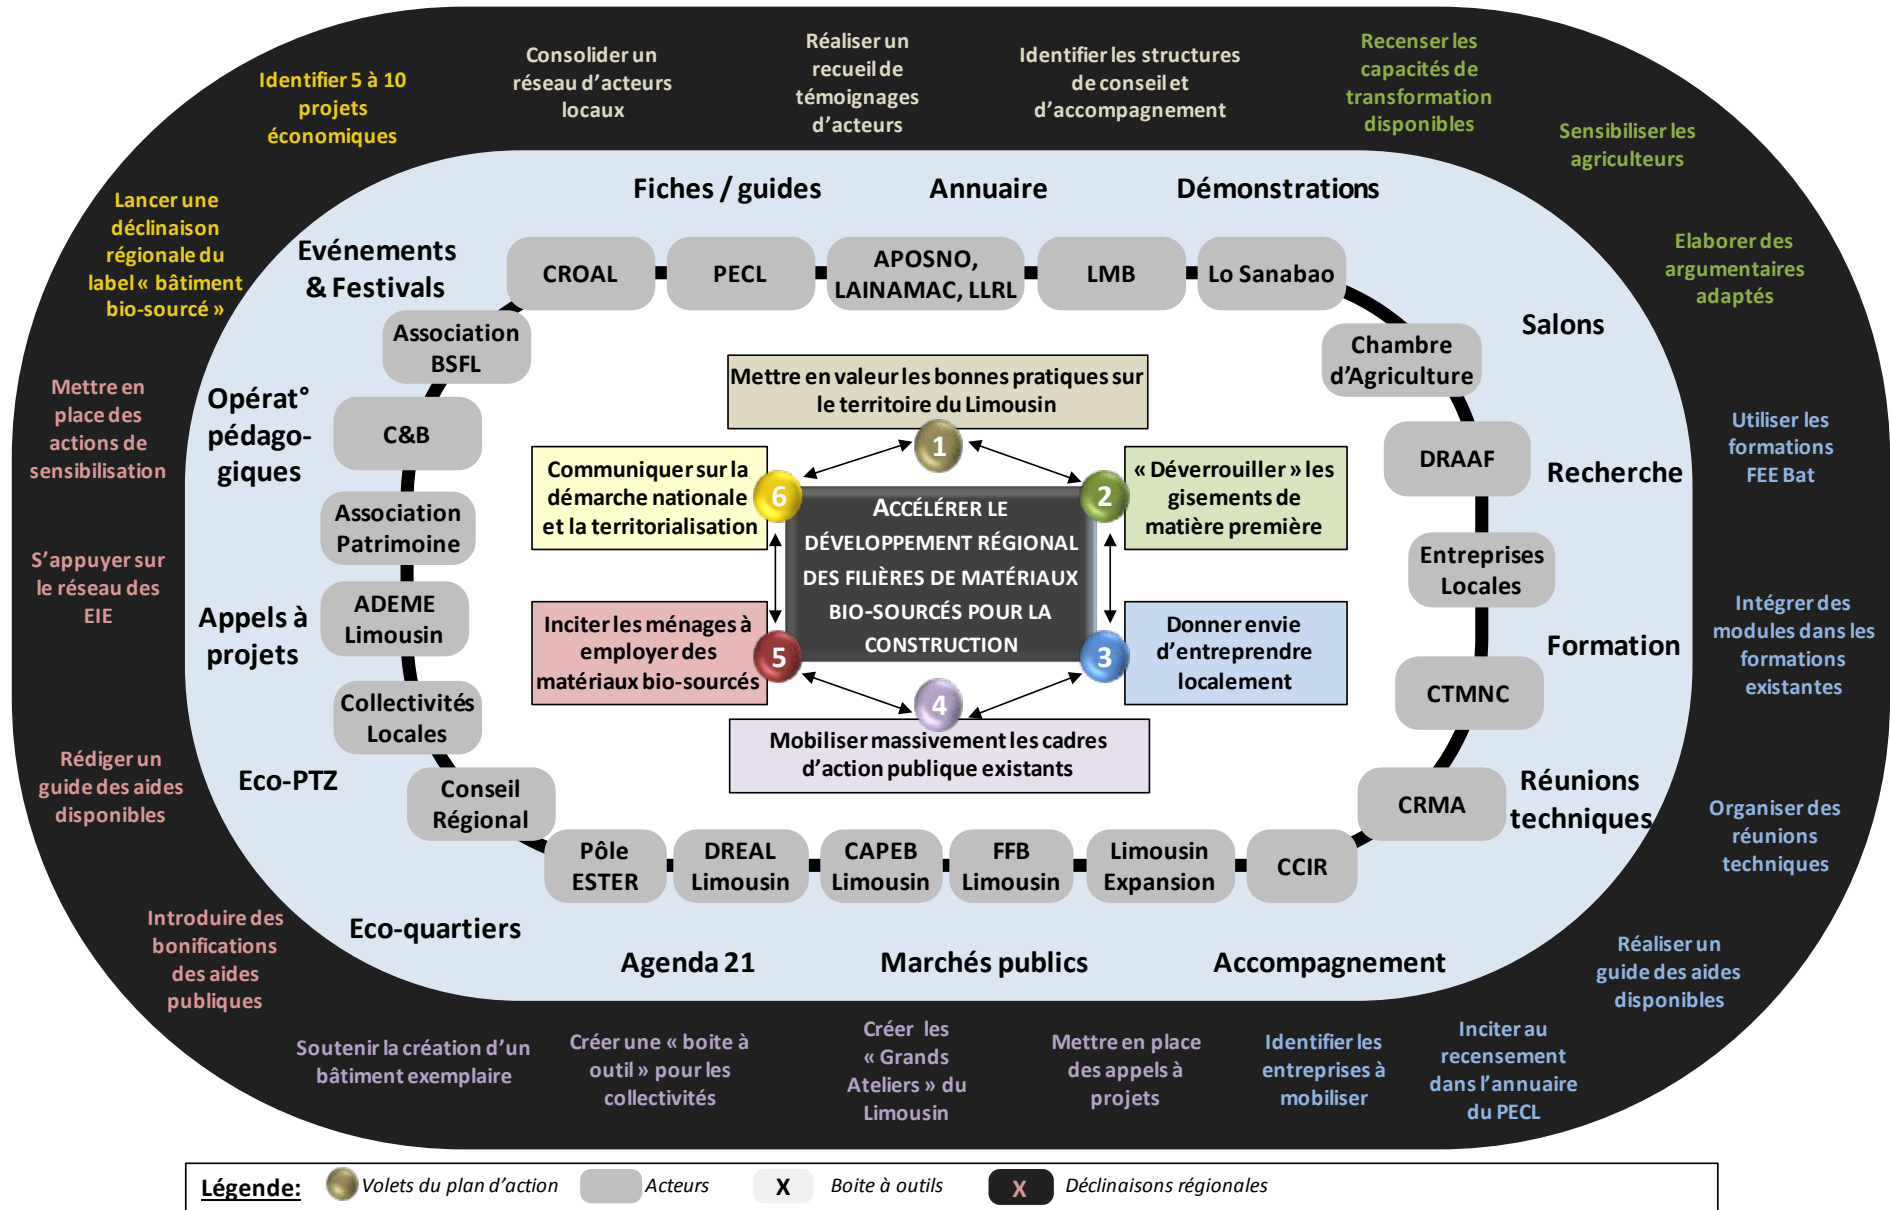 Identifier 5 à 10
projets
économiques
Consolider un
réseau d'acteurs
locaux
Réaliser un
recueil de
témoignages
d'acteurs
Identifier les structures
de conseil et
d'accompagnement
Recenser les
capacités de
transformation
disponibles
Sensibiliser les
agriculteurs
Elaborer des
argumentaires
adaptés
Utiliser les
formations
FEE Bat
Intégrer des
modules dans les
formations
existantes
Organiser des
réunions
techniques
Réaliser un
guide des aides
disponibles
Inciter au
recensement
dans l'annuaire
du PECL
Identifier les
entreprises à
mobiliser
Mettre en place
des appels à
projets
Créer les
« Grands
Ateliers » du
Limousin
Créer une « boite à
outil » pour les
collectivités
Soutenir la création d'un
bâtiment exemplaire
Introduire des
bonifications
des aides
publiques
Rédiger un
guide des aides
disponibles
S'appuyer sur
le réseau des
EIE
Mettre en
place des
actions de
sensibilisation
Lancer une
déclinaison
régionale du
label « bâtiment
bio-sourcé »
Fiches / guides
Annuaire
Démonstrations
Salons
Recherche
Formation
Réunions
techniques
Accompagnement
Marchés publics
Agenda 21
Eco-quartiers
Eco-PTZ
Appels à
projets
Opérat°
pédago-
giques
Evénements
& Festivals
CROAL
PECL
APOSNO,
LAINAMAC, LLRL
LMB
Lo Sanabao
Chambre
d'Agriculture
DRAAF
Entreprises
Locales
CTMNC
CRMA
CCIR
Limousin
Expansion
FFB
Limousin
CAPEB
Limousin
DREAL
Limousin
Pôle
ESTER
Conseil
Régional
Collectivités
Locales
ADEME
Limousin
Association
Patrimoine
C&B
Association
BSFL
Mettre en valeur les bonnes pratiques sur
le territoire du Limousin
1
« Déverrouiller » les
gisements de
matière première
2
Donner envie
d'entreprendre
localement
3
4
Mobiliser massivement les cadres
d'action publique existants
Inciter les ménages à
employer des
matériaux bio-sourcés
5
Communiquer sur la
démarche nationale
et la territorialisation
6
ACCÉLÉRER LE
DÉVELOPPEMENT RÉGIONAL
DES FILIÈRES DE MATÉRIAUX
BIO-SOURCÉS POUR LA
CONSTRUCTION
Légende:
Volets du plan d'action
Acteurs
X
Boite à outils
X
Déclinaisons régionales